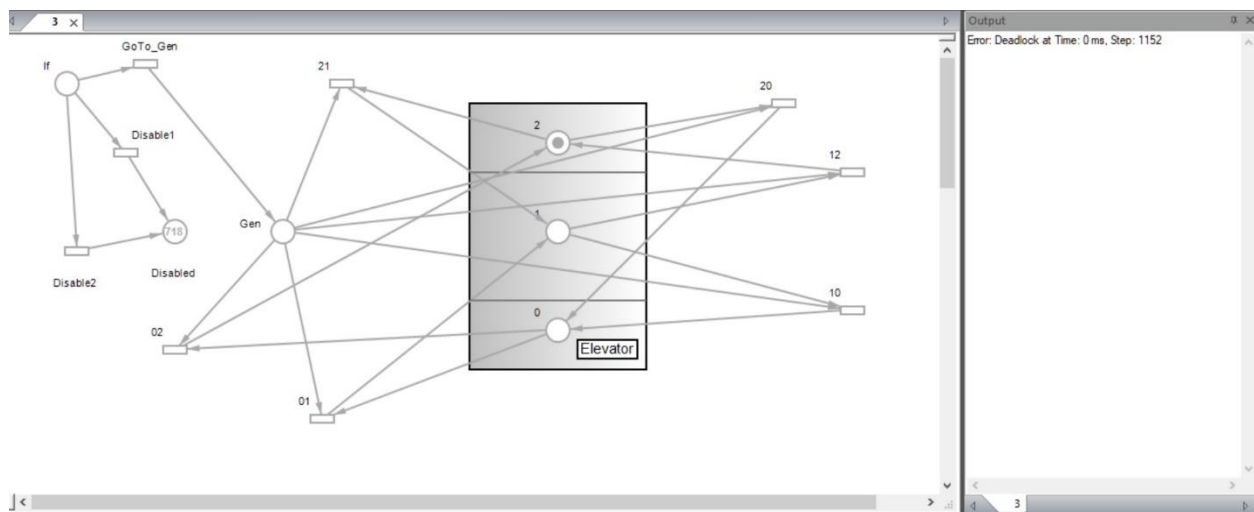 3
Output
Error: Deadlock at Time: 0 ms, Step: 1152
GoTo_Gen
If
21
20
2
Disable1
12
1
Gen
718
Disabled
Disable2
10
0
02
Elevator
01
3